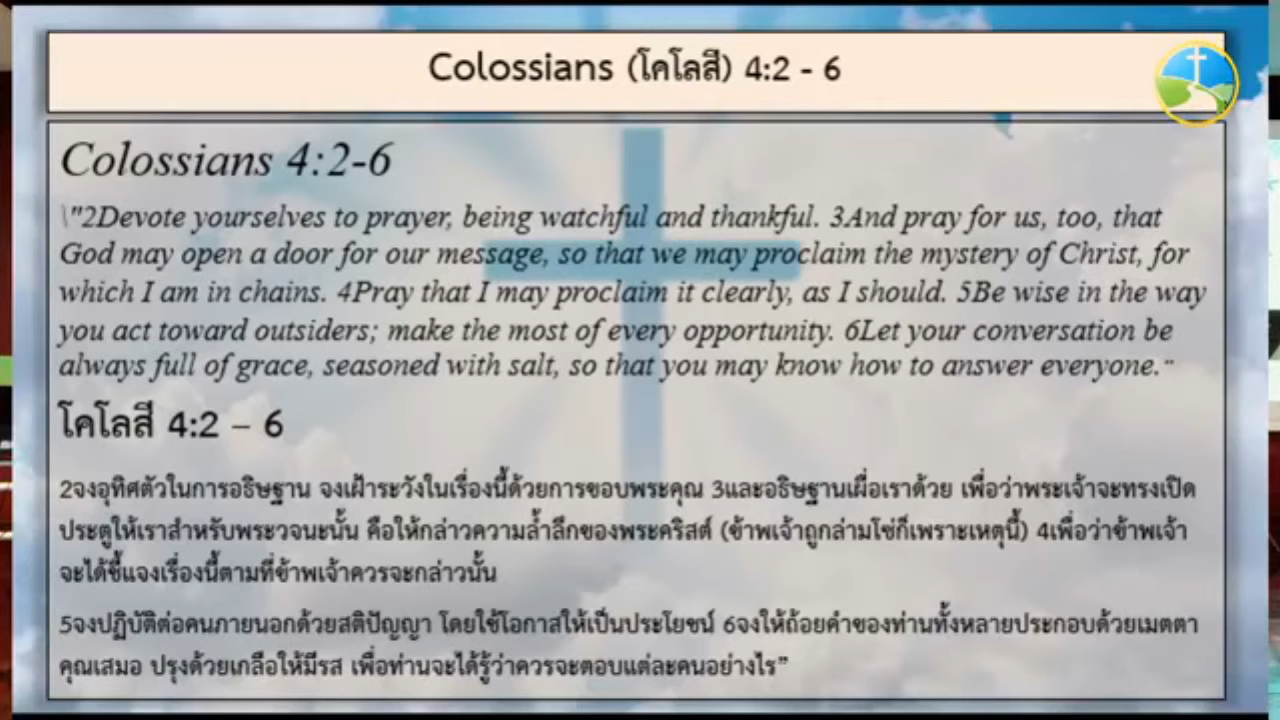 Colossians (โคโลสี) 4:2 - 6
Colossians 4:2-6
\"2Devote yourselves to prayer, being watchful and thankful. 3And pray for us, too, that
God may open a door for our message, so that we may proclaim the mystery of Christ, for
which I am in chains. 4Pray that I may proclaim it clearly, as I should. 5Be wise in the way
you act toward outsiders; make the most of every opportunity. 6Let your conversation be
always full of grace, seasoned with salt, so that you may know how to answer everyone.¨
โคโลสี 4:2 – 6
2จงอุทิศตัวในการอธิษฐาน จงเฝ้าระวังในเรื่องนี้ด้วยการขอบพระคุณ 3และอธิษฐานเผื่อเราด้วย เพื่อว่าพระเจ้าจะทรงเปิด
ประตูให้เราสำหรับพระวจนะนั้น คือให้กล่าวความล้ำลึกของพระคริสต์ (ข้าพเจ้าถูกล่ามโซ่ก็เพราะเหตุนี้) 4เพื่อว่าข้าพเจ้า
จะได้ชี้แจงเรื่องนี้ตามที่ข้าพเจ้าควรจะกล่าวนั้น
5จงปฏิบัติต่อคนภายนอกด้วยสติปัญญา โดยใช้โอกาสให้เป็นประโยชน์ 6จงให้ถ้อยคำของท่านทั้งหลายประกอบด้วยเมตตา
คุณเสมอ ปรุงด้วยเกลือให้มีรส เพื่อท่านจะได้รู้ว่าควรจะตอบแต่ละคนอย่างไร”